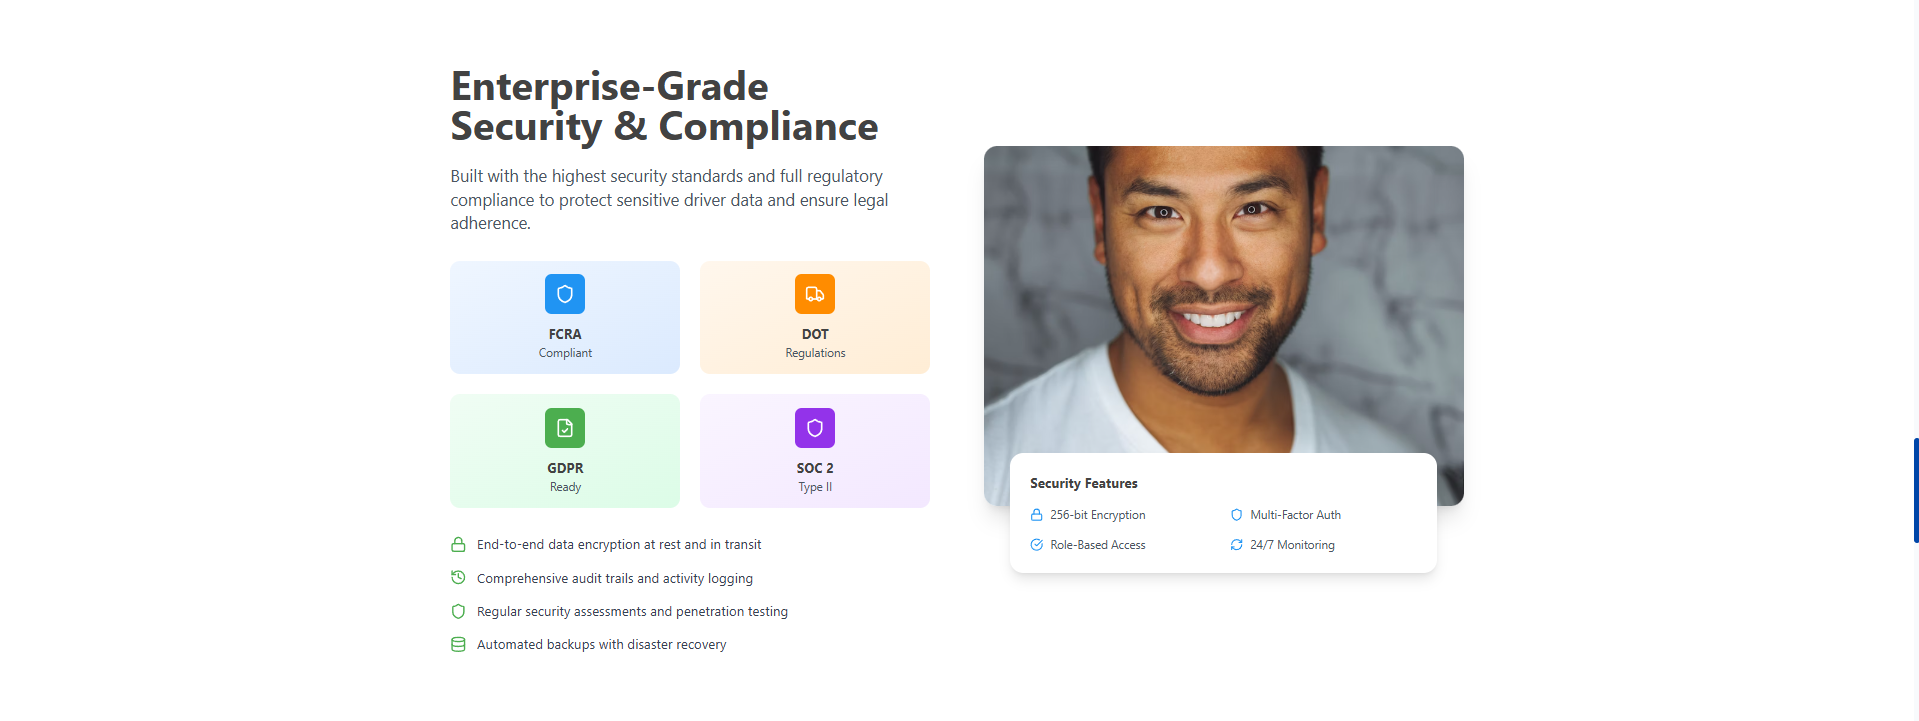 Enterprise-Grade
Security & Compliance
Built with the highest security standards and full regulatory
compliance to protect sensitive driver data and ensure legal
adherence.
FCRA
Compliant
DOT
Regulations
GDPR
Ready
SOC 2
Type II
End-to-end data encryption at rest and in transit
Comprehensive audit trails and activity logging
Regular security assessments and penetration testing
Automated backups with disaster recovery
Security Features
256-bit Encryption
Multi-Factor Auth
Role-Based Access
24/7 Monitoring